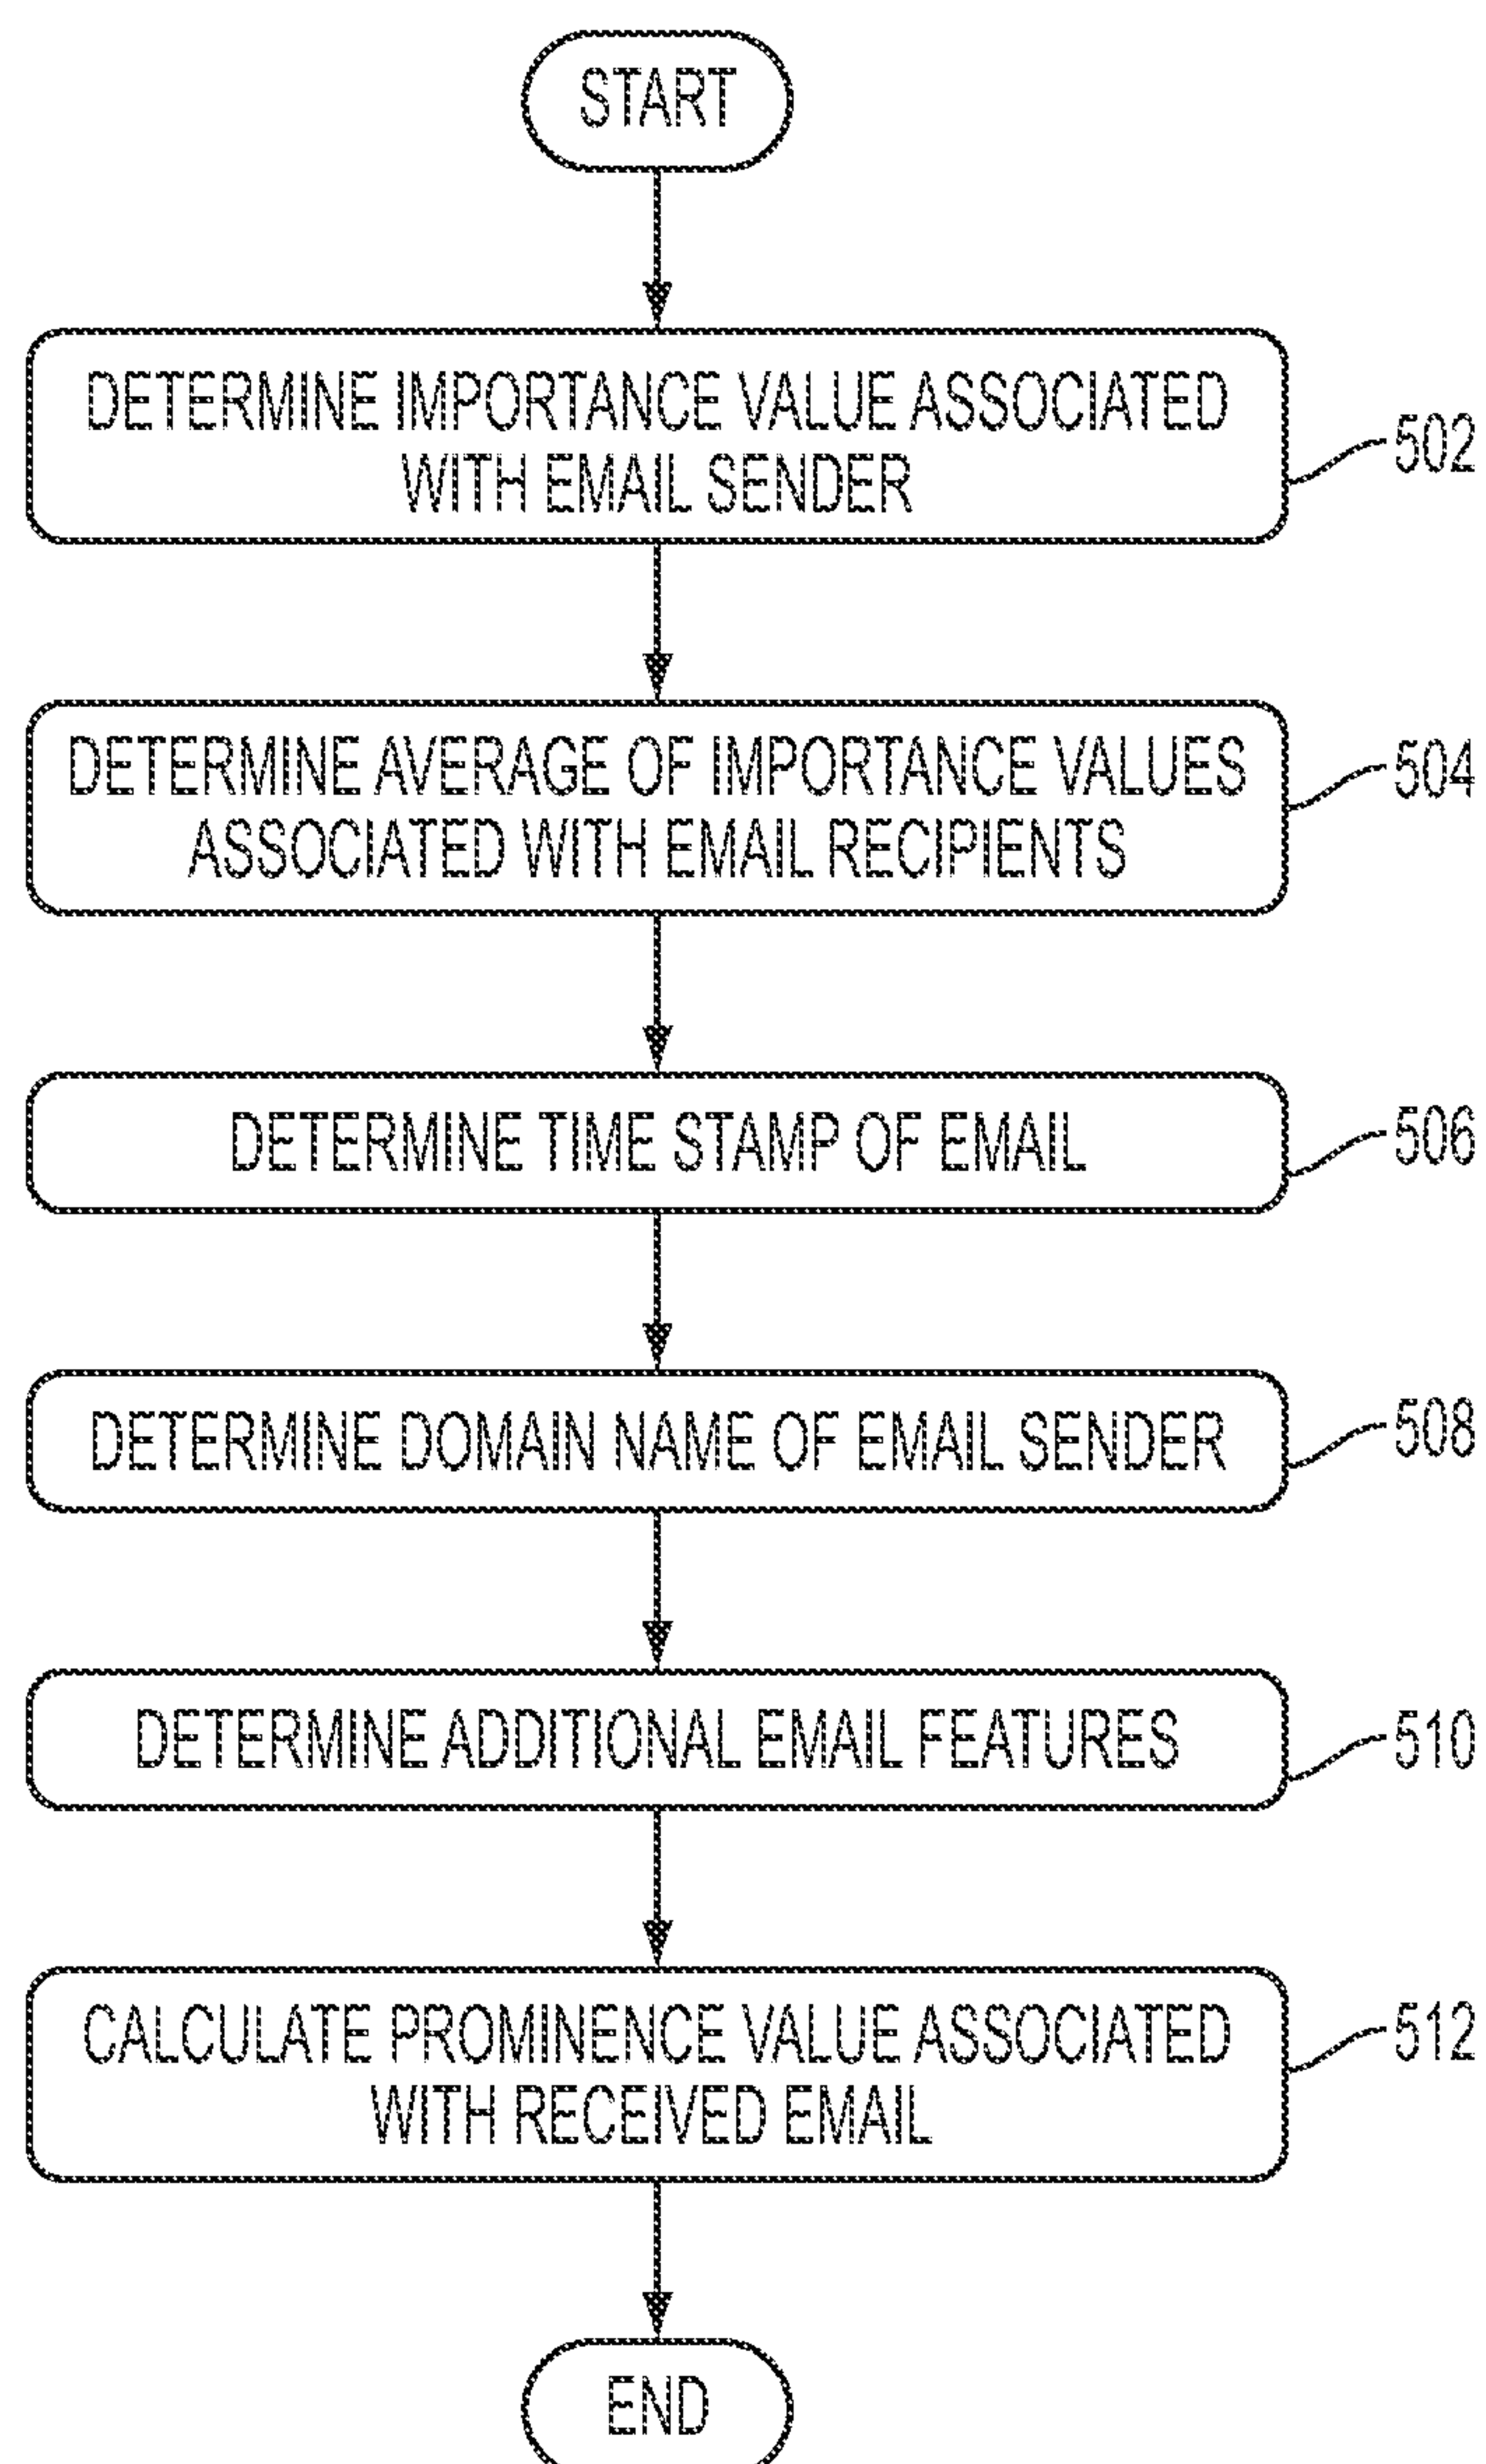 START
DETERMINE IMPORTANCE VALUE ASSOCIATED
WITH EMAIL SENDER
502
DETERMINE AVERAGE OF IMPORTANCE VALUES
ASSOCIATED WITH EMAIL RECIPIENTS
504
DETERMINE TIME STAMP OF EMAIL
506
DETERMINE DOMAIN NAME OF EMAIL SENDER
508
DETERMINE ADDITIONAL EMAIL FEATURES
510
CALCULATE PROMINENCE VALUE ASSOCIATED
WITH RECEIVED EMAIL
512
END